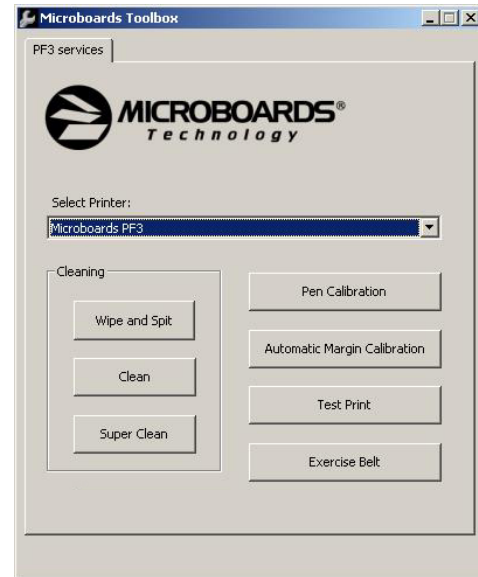 Microboards Toolbox
PF3 services
MICROBOARDS®
Technology
Select Printer:
Microboards PF3
Cleaning
Wipe and Spit
Clean
Super Clean
Pen Calibration
Automatic Margin Calibration
Test Print
Exercise Belt